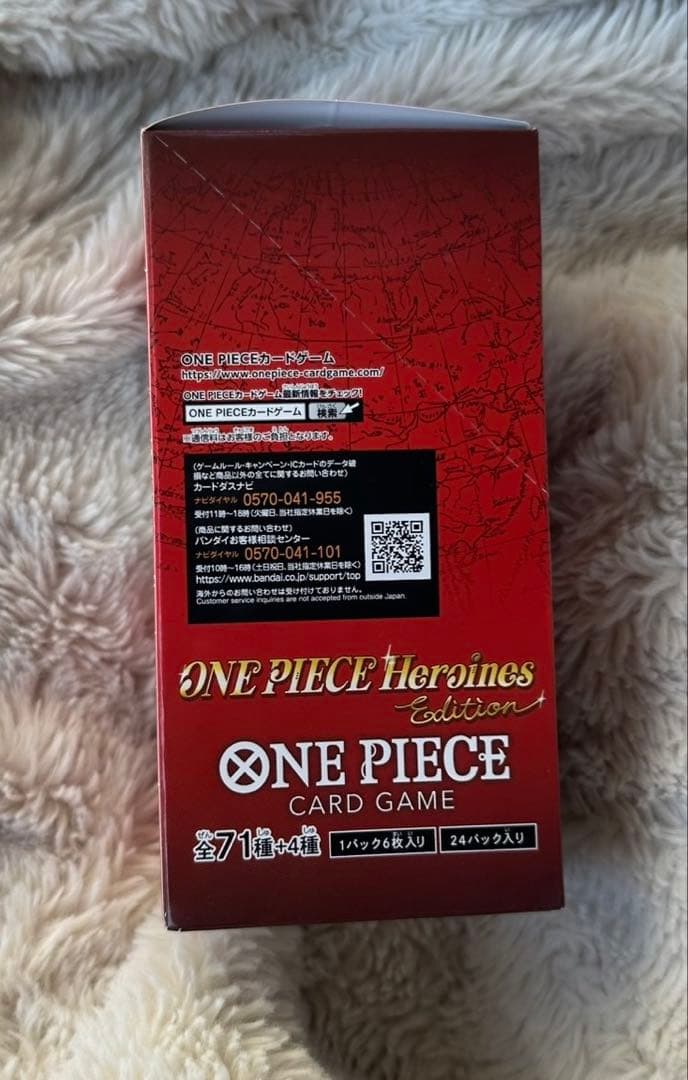 ONE PIECEカードゲーム
https://www.onepiece-cardgame.com/
ONE PIECEカードゲーム最新情報をチェック!
ONE PIECEカードゲーム 検索
※通信料はお客様のご負担となります。
(ゲームルール・キャンペーン・ICカードのデータ破
損など商品以外の全てに関するお問い合わせ)
カードダスナビ
ナビダイヤル 0570-041-955
受付11時~18時(火曜日、当社指定休業日を除く)
(商品に関するお問い合わせ)
バンダイお客様相談センター
ナビダイヤル 0570-041-101
受付10時~16時(土日祝日、当社指定休業日を除く)
https://www.bandai.co.jp/support/top
海外からのお問い合わせは受け付けておりません。
Customer service inquiries are not accepted from outside Japan.
ONE PIECE Heroines
Edition
ONE PIECE
CARD GAME
全71種+4種 1パック6枚入り 24パック入り